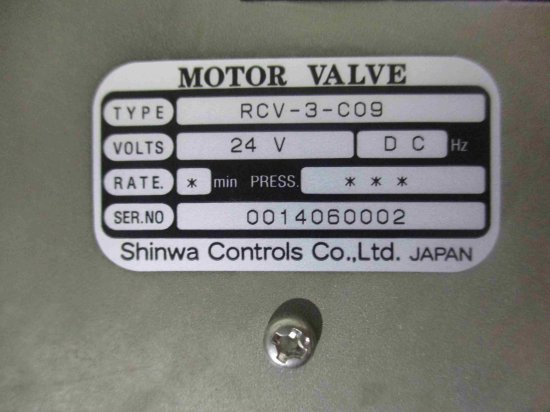 MOTOR VALVE
TYPE RCV-3-C09
VOLTS 24 V D C Hz
RATE. * min PRESS. * * *
SER.NO 0014060002
Shinwa Controls Co.,Ltd. JAPAN